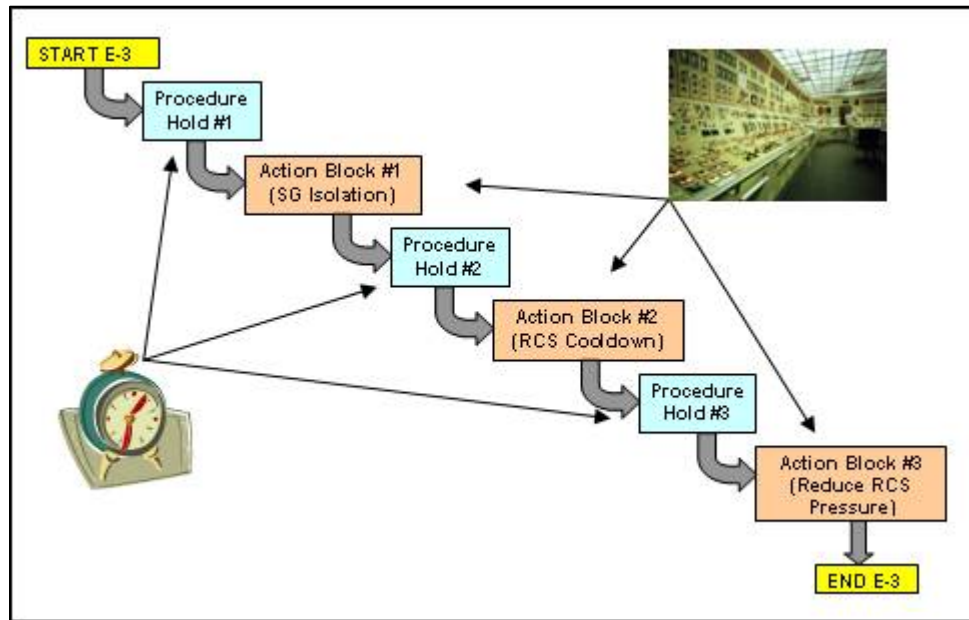 START E-3
Procedure
Hold #1
Action Block #1
(SG Isolation)
Procedure
Hold #2
Action Block #2
(RCS Cooldown)
Procedure
Hold #3
Action Block #3
(Reduce RCS
Pressure)
END E-3